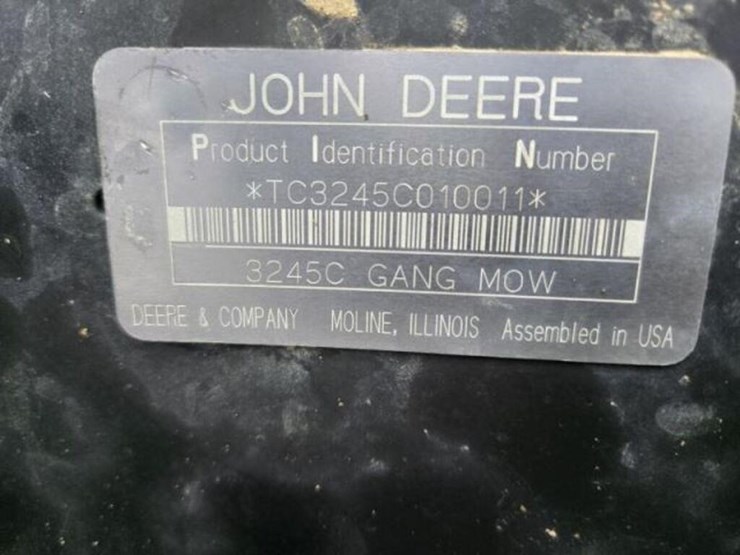 JOHN DEERE
Product Identification Number
*TC3245C010011*
3245C GANG MOW
DEERE & COMPANY MOLINE, ILLINOIS Assembled in USA